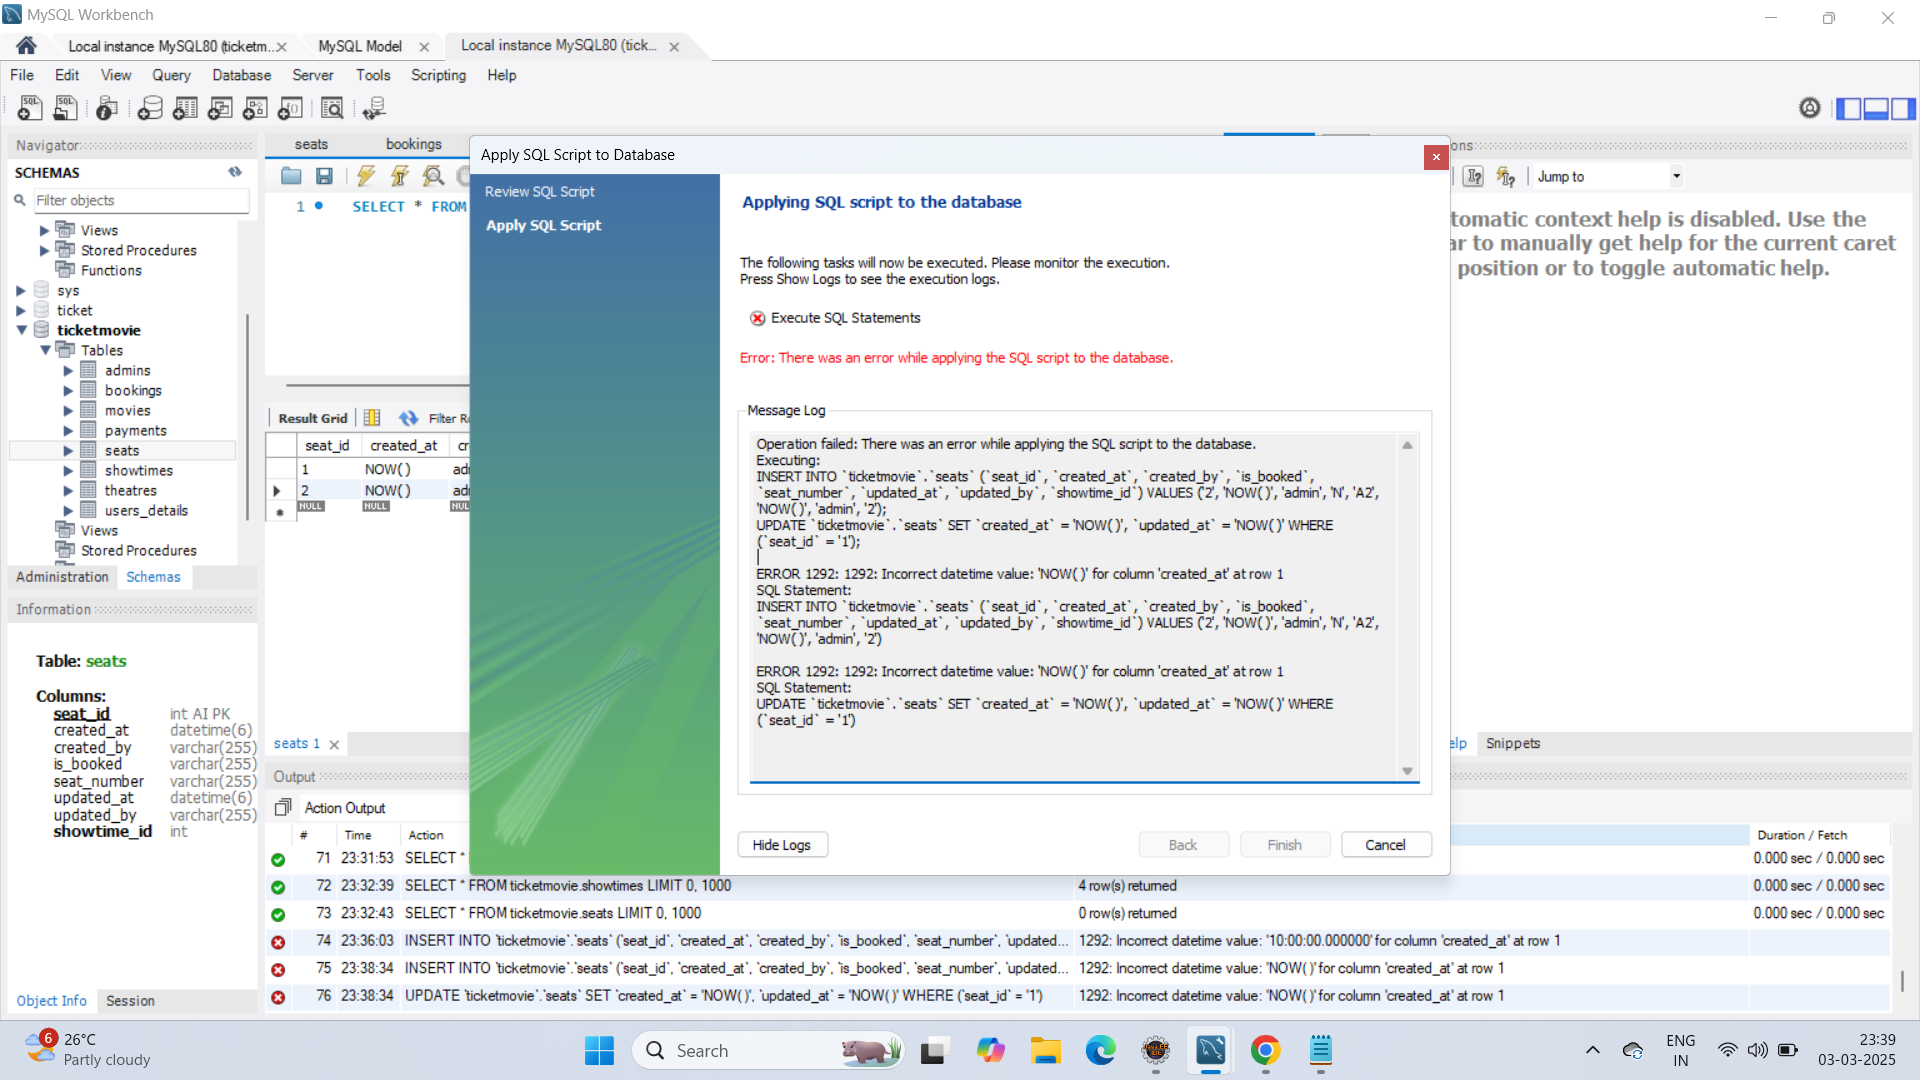 MySQL Workbench
Local instance MySQL80 (ticketm...
MySQL Model
Local instance MySQL80 (tick...
File Edit View Query Database Server Tools Scripting Help
Navigator
SCHEMAS
Filter objects
Views
Stored Procedures
Functions
sys
ticket
ticketmovie
Tables
admins
bookings
movies
payments
seats
showtimes
theatres
users_details
Views
Stored Procedures
Administration Schemas
Information
Table: seats
Columns:
seat_id int AI PK
created_at datetime(6)
created_by varchar(255)
is_booked varchar(255)
seat_number varchar(255)
updated_at datetime(6)
updated_by varchar(255)
showtime_id int
Object Info Session
seats bookings
1 SELECT * FROM
Result Grid Filter Ro
seat_id created_at cr
1 NOW() adı
2 NOW() adı
NULL NULL NUL
seats 1
Apply SQL Script to Database
Review SQL Script
Apply SQL Script
Applying SQL script to the database
The following tasks will now be executed. Please monitor the execution.
Press Show Logs to see the execution logs.
Execute SQL Statements
Error: There was an error while applying the SQL script to the database.
Message Log
Operation failed: There was an error while applying the SQL script to the database.
Executing:
INSERT INTO `ticketmovie`.`seats` (`seat_id`, `created_at`, `created_by`, `is_booked`,
`seat_number`, `updated_at`, `updated_by`, `showtime_id`) VALUES ('2', 'NOW()', 'admin', 'N', 'A2',
'NOW()', 'admin', '2');
UPDATE `ticketmovie`.`seats` SET `created_at` = 'NOW()', `updated_at` = 'NOW()' WHERE
(`seat_id` = '1');
ERROR 1292: 1292: Incorrect datetime value: 'NOW()' for column 'created_at' at row 1
SQL Statement:
INSERT INTO `ticketmovie`.`seats` (`seat_id`, `created_at`, `created_by`, `is_booked`,
`seat_number`, `updated_at`, `updated_by`, `showtime_id`) VALUES ('2', 'NOW()', 'admin', 'N', 'A2',
'NOW()', 'admin', '2')
ERROR 1292: 1292: Incorrect datetime value: 'NOW()' for column 'created_at' at row 1
SQL Statement:
UPDATE `ticketmovie`.`seats` SET `created_at` = 'NOW()', `updated_at` = 'NOW()' WHERE
(`seat_id` = '1')
Hide Logs Back Finish Cancel
ons
Jump to
tomatic context help is disabled. Use the
ar to manually get help for the current caret
position or to toggle automatic help.
elp Snippets
Output
Action Output
# Time Action Duration / Fetch
71 23:31:53 SELECT * 0.000 sec / 0.000 sec
72 23:32:39 SELECT * FROM ticketmovie.showtimes LIMIT 0, 1000 4 row(s) returned 0.000 sec / 0.000 sec
73 23:32:43 SELECT * FROM ticketmovie.seats LIMIT 0, 1000 0 row(s) returned 0.000 sec / 0.000 sec
74 23:36:03 INSERT INTO `ticketmovie`.`seats` (`seat_id`, `created_at`, `created_by`, `is_booked`, `seat_number`, `updated... 1292: Incorrect datetime value: '10:00:00.000000' for column 'created_at' at row 1
75 23:38:34 INSERT INTO `ticketmovie`.`seats` (`seat_id`, `created_at`, `created_by`, `is_booked`, `seat_number`, `updated... 1292: Incorrect datetime value: 'NOW()' for column 'created_at' at row 1
76 23:38:34 UPDATE `ticketmovie`.`seats` SET `created_at` = 'NOW()', `updated_at` = 'NOW()' WHERE (`seat_id` = '1') 1292: Incorrect datetime value: 'NOW()' for column 'created_at' at row 1
6
26°C
Partly cloudy
Search
ENG
IN
23:39
03-03-2025